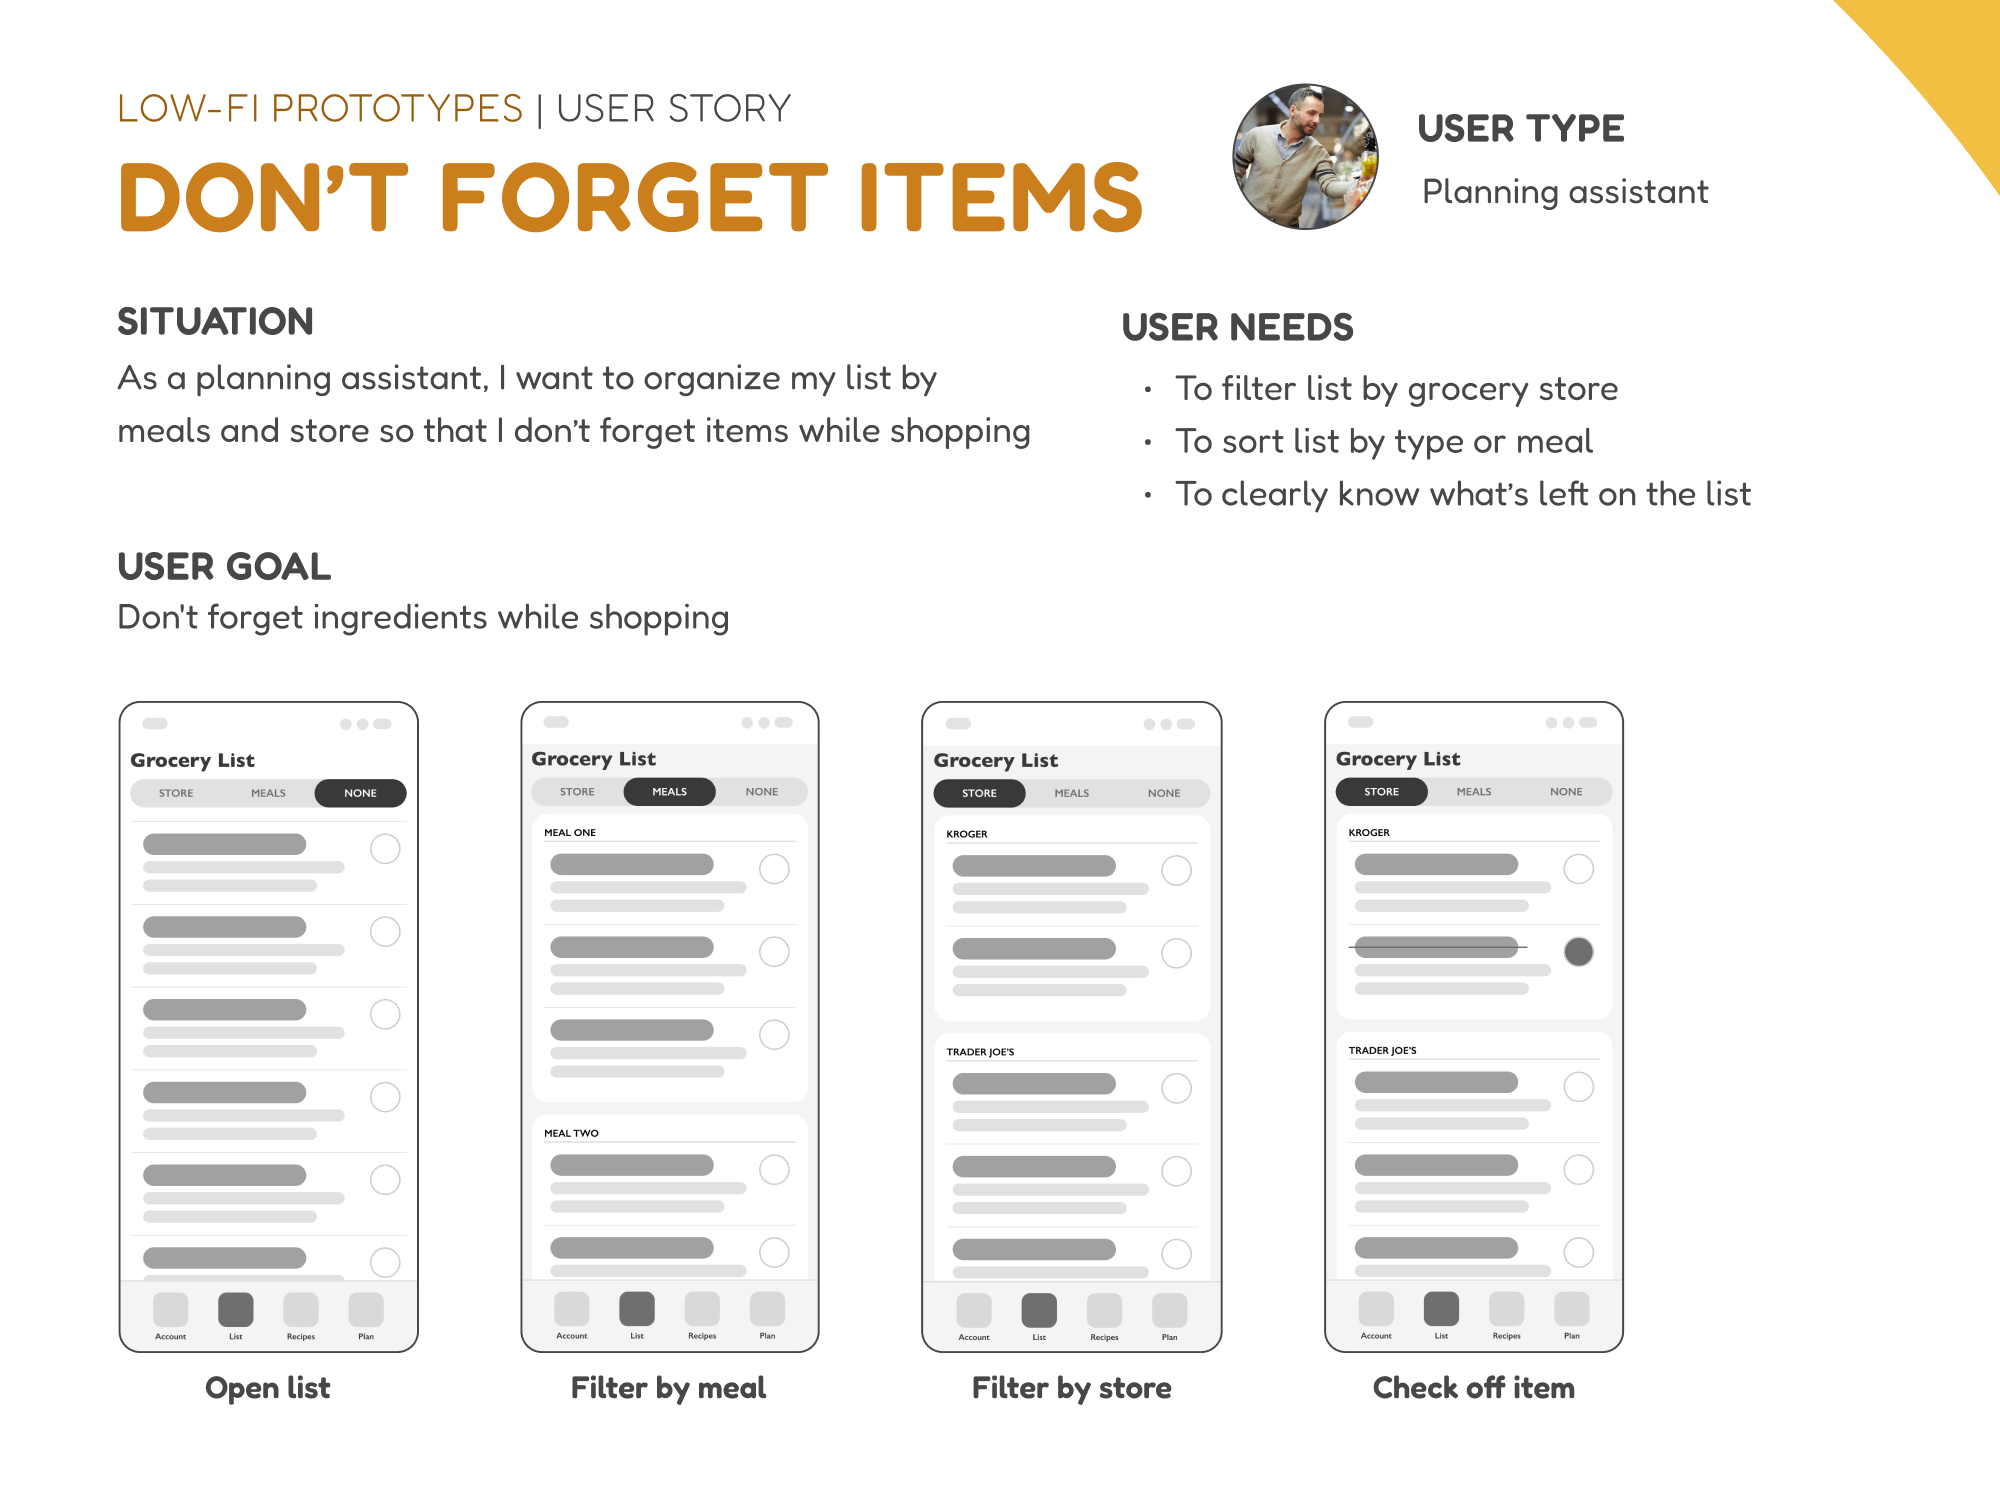 LOW-FI PROTOTYPES | USER STORY
DON’T FORGET ITEMS
USER TYPE
Planning assistant
SITUATION
As a planning assistant, I want to organize my list by
meals and store so that I don’t forget items while shopping
USER NEEDS
• To filter list by grocery store
• To sort list by type or meal
• To clearly know what’s left on the list
USER GOAL
Don't forget ingredients while shopping
Grocery List
STORE MEALS NONE
Account List Recipes Plan
Open list
Grocery List
STORE MEALS NONE
MEAL ONE
MEAL TWO
Account List Recipes Plan
Filter by meal
Grocery List
STORE MEALS NONE
KROGER
TRADER JOE'S
Account List Recipes Plan
Filter by store
Grocery List
STORE MEALS NONE
KROGER
TRADER JOE'S
Account List Recipes Plan
Check off item